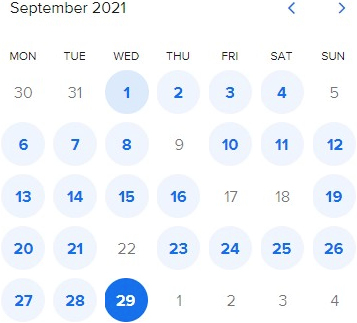 September 2021
MON TUE WED THU FRI SAT SUN
30 31 1 2 3 4 5
6 7 8 9 10 11 12
13 14 15 16 17 18 19
20 21 22 23 24 25 26
27 28 29 1 2 3 4